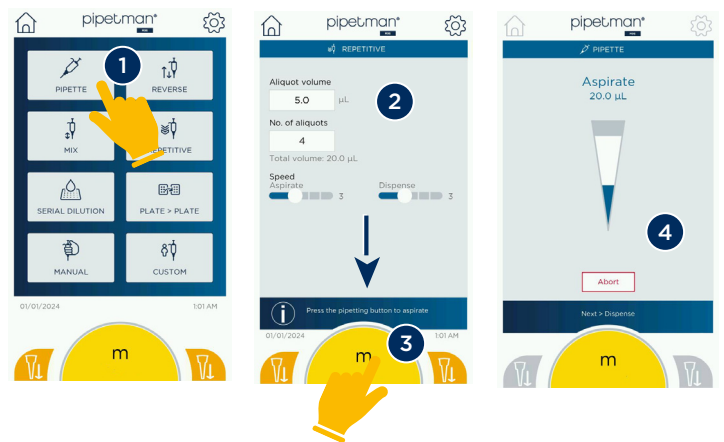 pipetman®
M100
1
PIPETTE
REVERSE
MIX
REPETITIVE
SERIAL DILUTION
PLATE > PLATE
MANUAL
CUSTOM
01/01/2024
1:01 AM
m
pipetman®
REPETITIVE
Aliquot volume
5.0 µL
2
No. of aliquots
4
Total volume: 20.0 µL
Speed
Aspirate
Dispense
3
3
i Press the pipetting button to aspirate
01/01/2024
1:01 AM
3
m
pipetman®
PIPETTE
Aspirate
20.0 µL
4
Abort
Next > Dispense
m